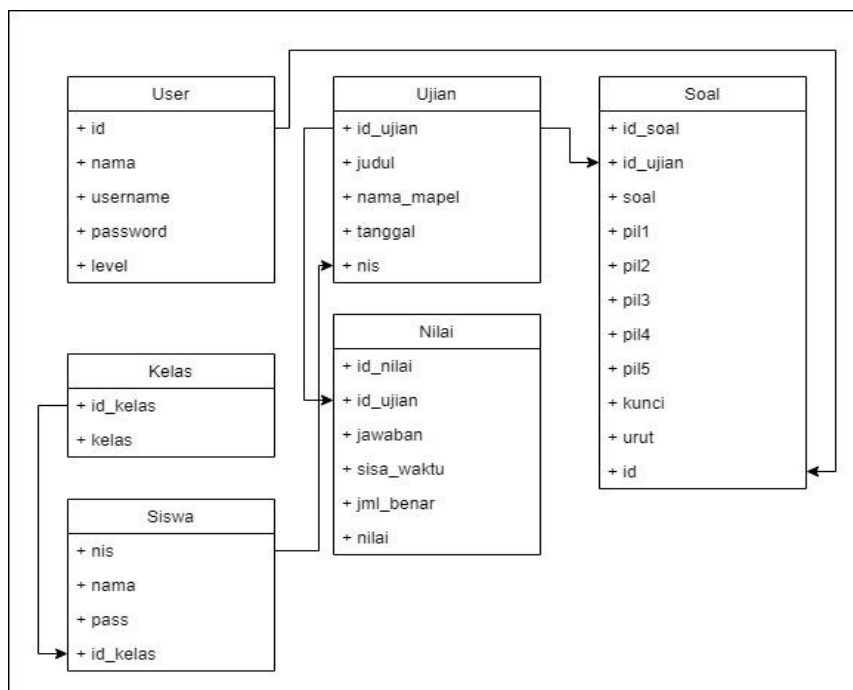 User
+ id
+ nama
+ username
+ password
+ level
Ujian
+ id_ujian
+ judul
+ nama_mapel
+ tanggal
+ nis
Soal
+ id_soal
+ id_ujian
+ soal
+ pil1
+ pil2
+ pil3
+ pil4
+ pil5
+ kunci
+ urut
+ id
Kelas
+ id_kelas
+ kelas
Nilai
+ id_nilai
+ id_ujian
+ jawaban
+ sisa_waktu
+ jml_benar
+ nilai
Siswa
+ nis
+ nama
+ pass
+ id_kelas